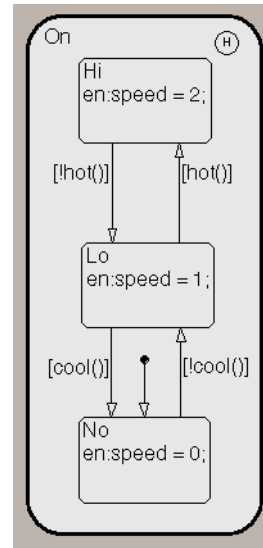 On
H
Hi
en:speed = 2;
[!hot()]
[hot()]
Lo
en:speed = 1;
[cool()]
[!cool()]
No
en:speed = 0;